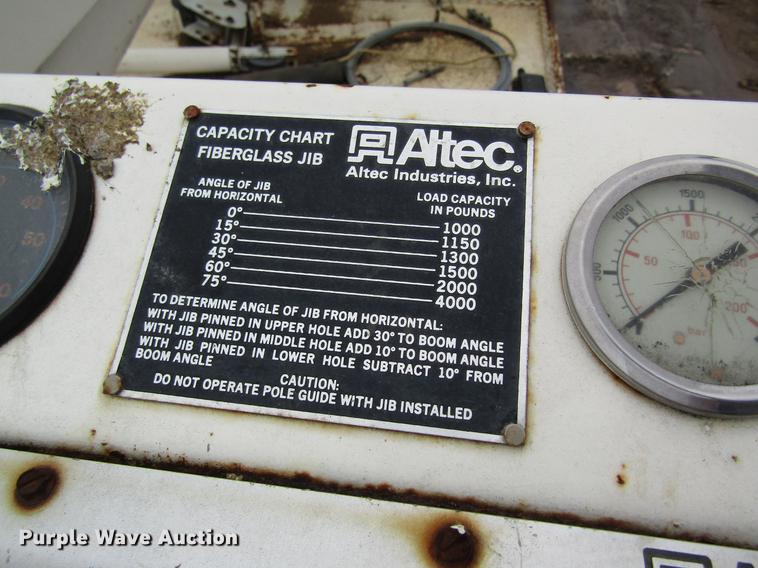 CAPACITY CHART
FIBERGLASS JIB
Altec®
Altec Industries, Inc.
ANGLE OF JIB
FROM HORIZONTAL
LOAD CAPACITY
IN POUNDS
0° 1000
15° 1150
30° 1300
45° 1500
60° 2000
75° 4000
TO DETERMINE ANGLE OF JIB FROM HORIZONTAL:
WITH JIB PINNED IN UPPER HOLE ADD 30° TO BOOM ANGLE
WITH JIB PINNED IN MIDDLE HOLE ADD 10° TO BOOM ANGLE
WITH JIB PINNED IN LOWER HOLE SUBTRACT 10° FROM
BOOM ANGLE
CAUTION:
DO NOT OPERATE POLE GUIDE WITH JIB INSTALLED
500
1000
1500
50
100
200
bar
40
50
Purple Wave Auction